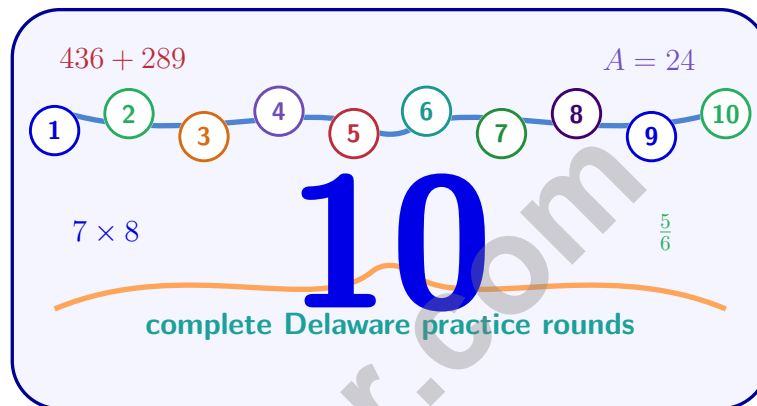 436 + 289
A = 24
1 2 3 4 5 6 7 8 9 10
10
7 × 8
5/6
complete Delaware practice rounds
r.com